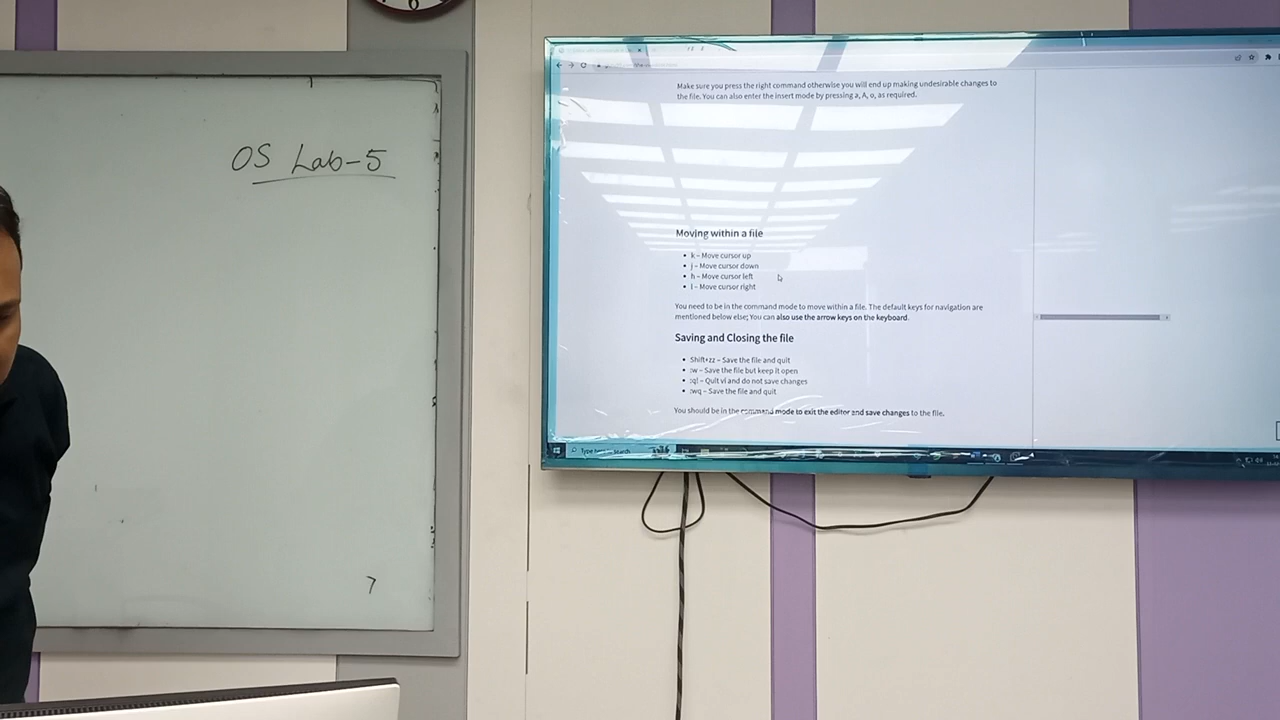 OS Lab-5
7
6
Make sure you press the right command otherwise you will end up making undesirable changes to
the file. You can also enter the insert mode by pressing a, A, o, as required.
Moving within a file
k – Move cursor up
j – Move cursor down
h – Move cursor left
l – Move cursor right
You need to be in the command mode to move within a file. The default keys for navigation are
mentioned below else; You can also use the arrow keys on the keyboard.
Saving and Closing the file
Shift+zz – Save the file and quit
:w – Save the file but keep it open
:q! – Quit vi and do not save changes
:wq – Save the file and quit
You should be in the command mode to exit the editor and save changes to the file.
Type here to search